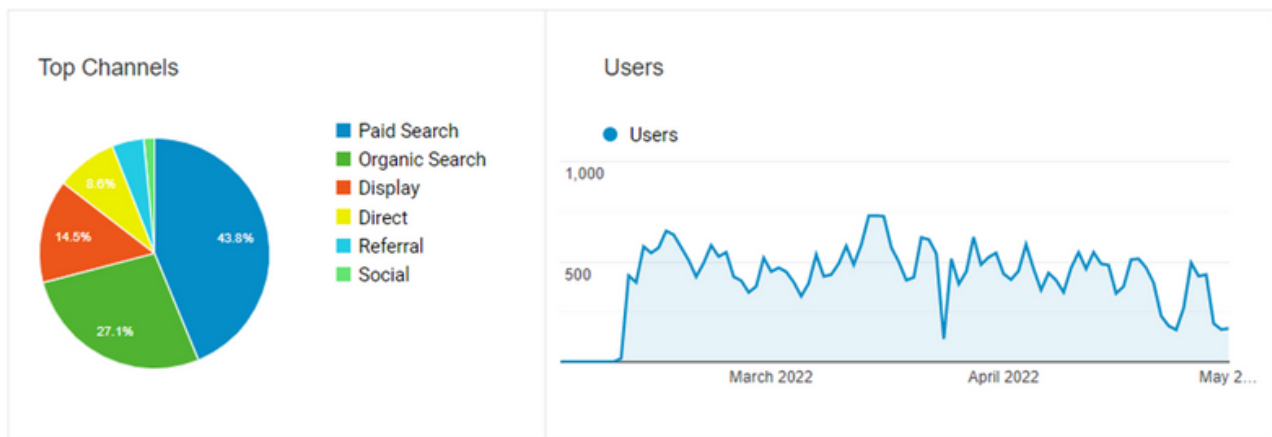 Top Channels
Paid Search
Organic Search
Display
Direct
Referral
Social
8.6%
14.5%
43.8%
27.1%
Users
Users
1,000
500
March 2022
April 2022
May 2...